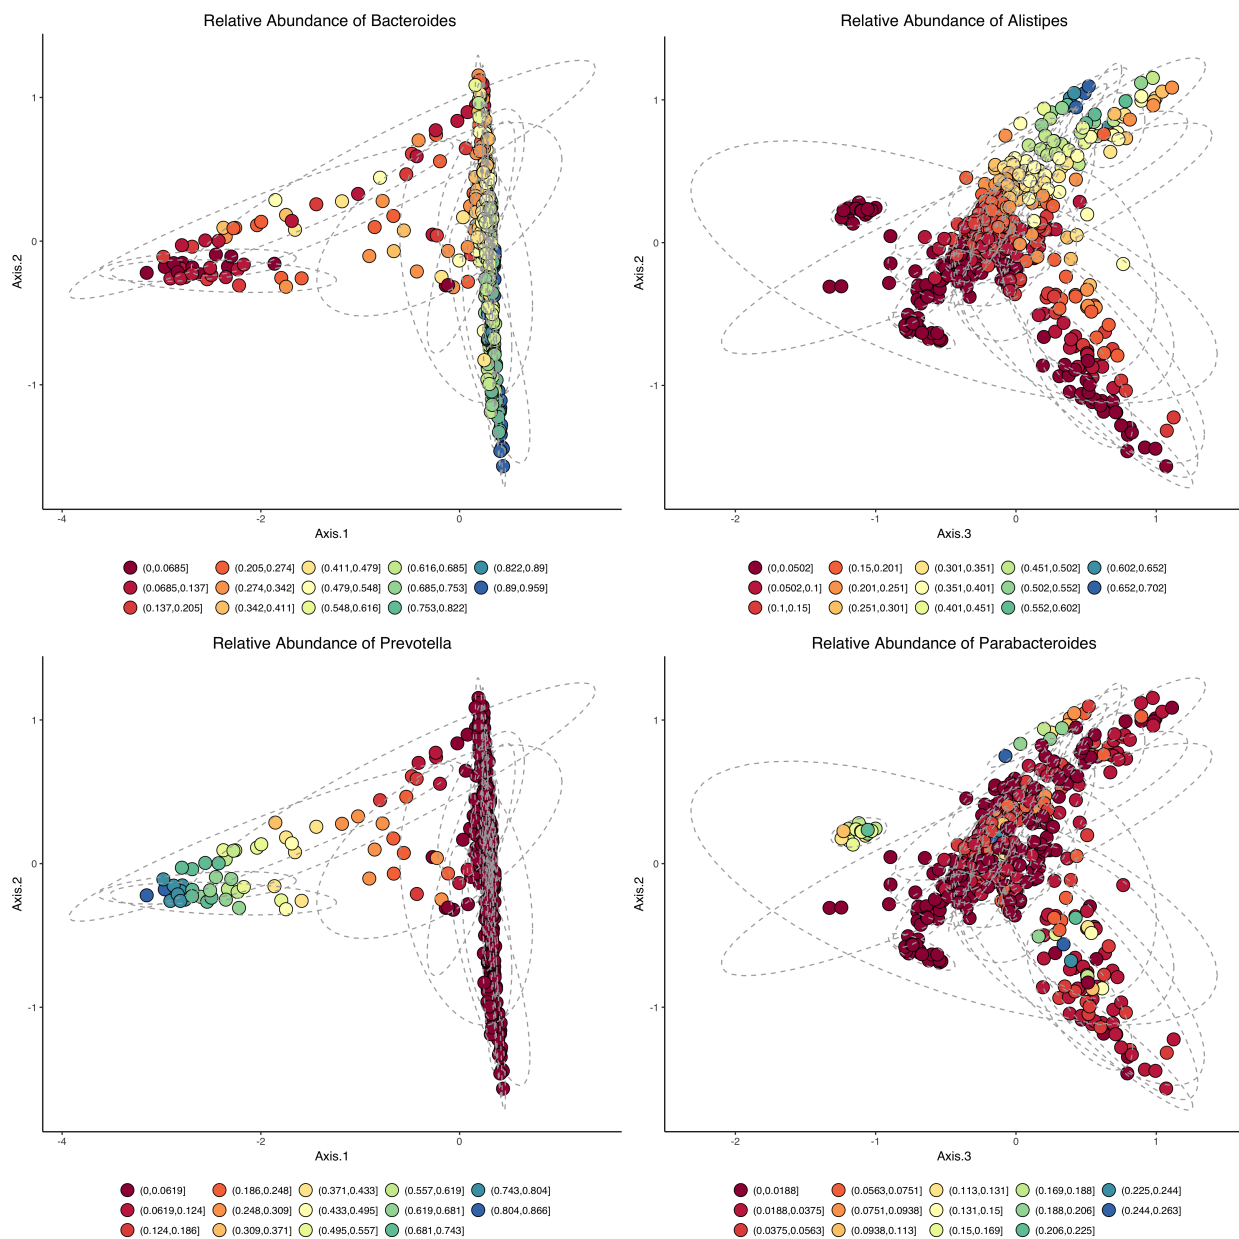 Relative Abundance of Bacteroides
1
0
-1
Axis.2
-4 -2 0
Axis.1
(0,0.0685] (0.205,0.274] (0.411,0.479] (0.616,0.685] (0.822,0.89]
(0.0685,0.137] (0.274,0.342] (0.479,0.548] (0.685,0.753] (0.89,0.959]
(0.137,0.205] (0.342,0.411] (0.548,0.616] (0.753,0.822]
Relative Abundance of Alistipes
1
0
-1
Axis.2
-2 -1 0 1
Axis.3
(0,0.0502] (0.15,0.201] (0.301,0.351] (0.451,0.502] (0.602,0.652]
(0.0502,0.1] (0.201,0.251] (0.351,0.401] (0.502,0.552] (0.652,0.702]
(0.1,0.15] (0.251,0.301] (0.401,0.451] (0.552,0.602]
Relative Abundance of Prevotella
1
0
-1
Axis.2
-4 -2 0
Axis.1
(0,0.0619] (0.186,0.248] (0.371,0.433] (0.557,0.619] (0.743,0.804]
(0.0619,0.124] (0.248,0.309] (0.433,0.495] (0.619,0.681] (0.804,0.866]
(0.124,0.186] (0.309,0.371] (0.495,0.557] (0.681,0.743]
Relative Abundance of Parabacteroides
1
0
-1
Axis.2
-2 -1 0 1
Axis.3
(0,0.0188] (0.0563,0.0751] (0.113,0.131] (0.169,0.188] (0.225,0.244]
(0.0188,0.0375] (0.0751,0.0938] (0.131,0.15] (0.188,0.206] (0.244,0.263]
(0.0375,0.0563] (0.0938,0.113] (0.15,0.169] (0.206,0.225]